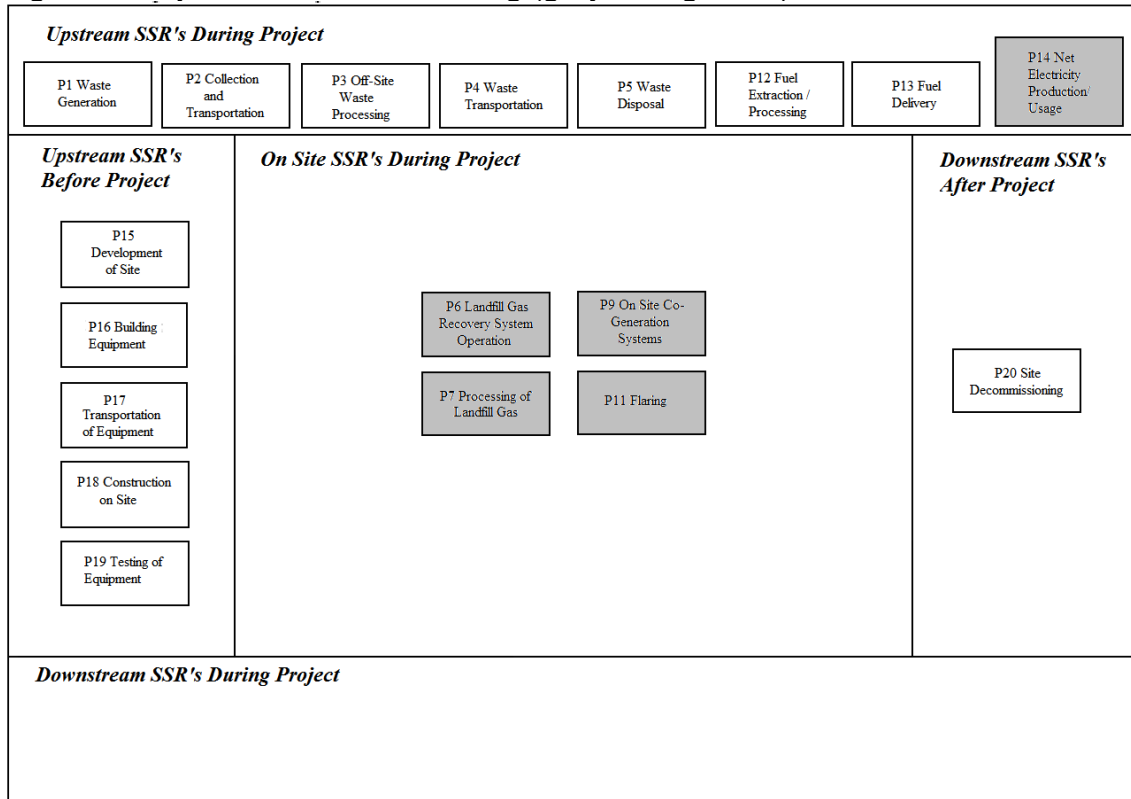 Upstream SSR's During Project
P1 Waste
Generation
P2 Collection
and
Transportation
P3 Off-Site
Waste
Processing
P4 Waste
Transportation
P5 Waste
Disposal
P12 Fuel
Extraction /
Processing
P13 Fuel
Delivery
P14 Net
Electricity
Production/
Usage
Upstream SSR's
Before Project
P15
Development
of Site
P16 Building
Equipment
P17
Transportation
of Equipment
P18 Construction
on Site
P19 Testing of
Equipment
On Site SSR's During Project
P6 Landfill Gas
Recovery System
Operation
P9 On Site Co-
Generation
Systems
P7 Processing of
Landfill Gas
P11 Flaring
Downstream SSR's
After Project
P20 Site
Decommissioning
Downstream SSR's During Project